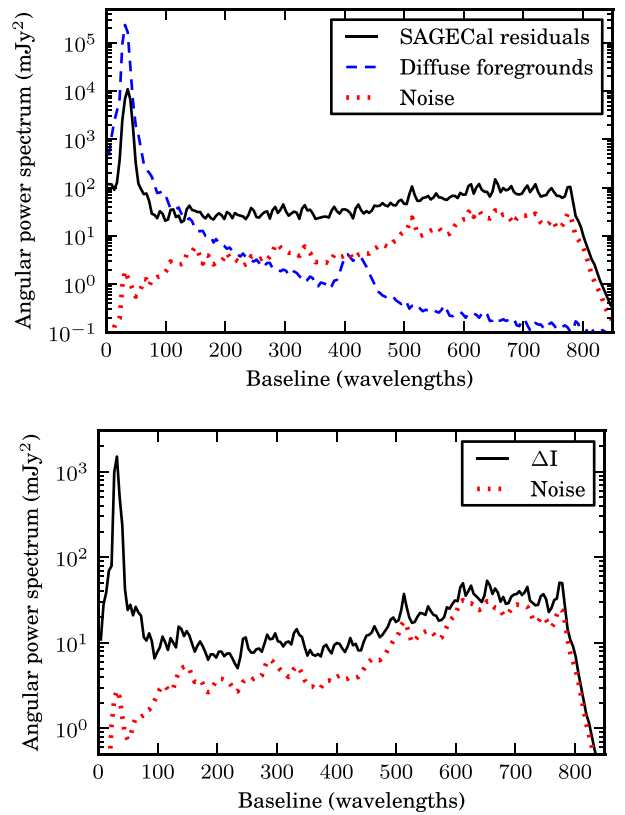 Angular power spectrum (mJy²)
10⁵
10⁴
10³
10²
10¹
10⁰
10⁻¹
SAGECal residuals
Diffuse foregrounds
Noise
0 100 200 300 400 500 600 700 800
Baseline (wavelengths)
Angular power spectrum (mJy²)
10³
10²
10¹
10⁰
ΔI
Noise
0 100 200 300 400 500 600 700 800
Baseline (wavelengths)